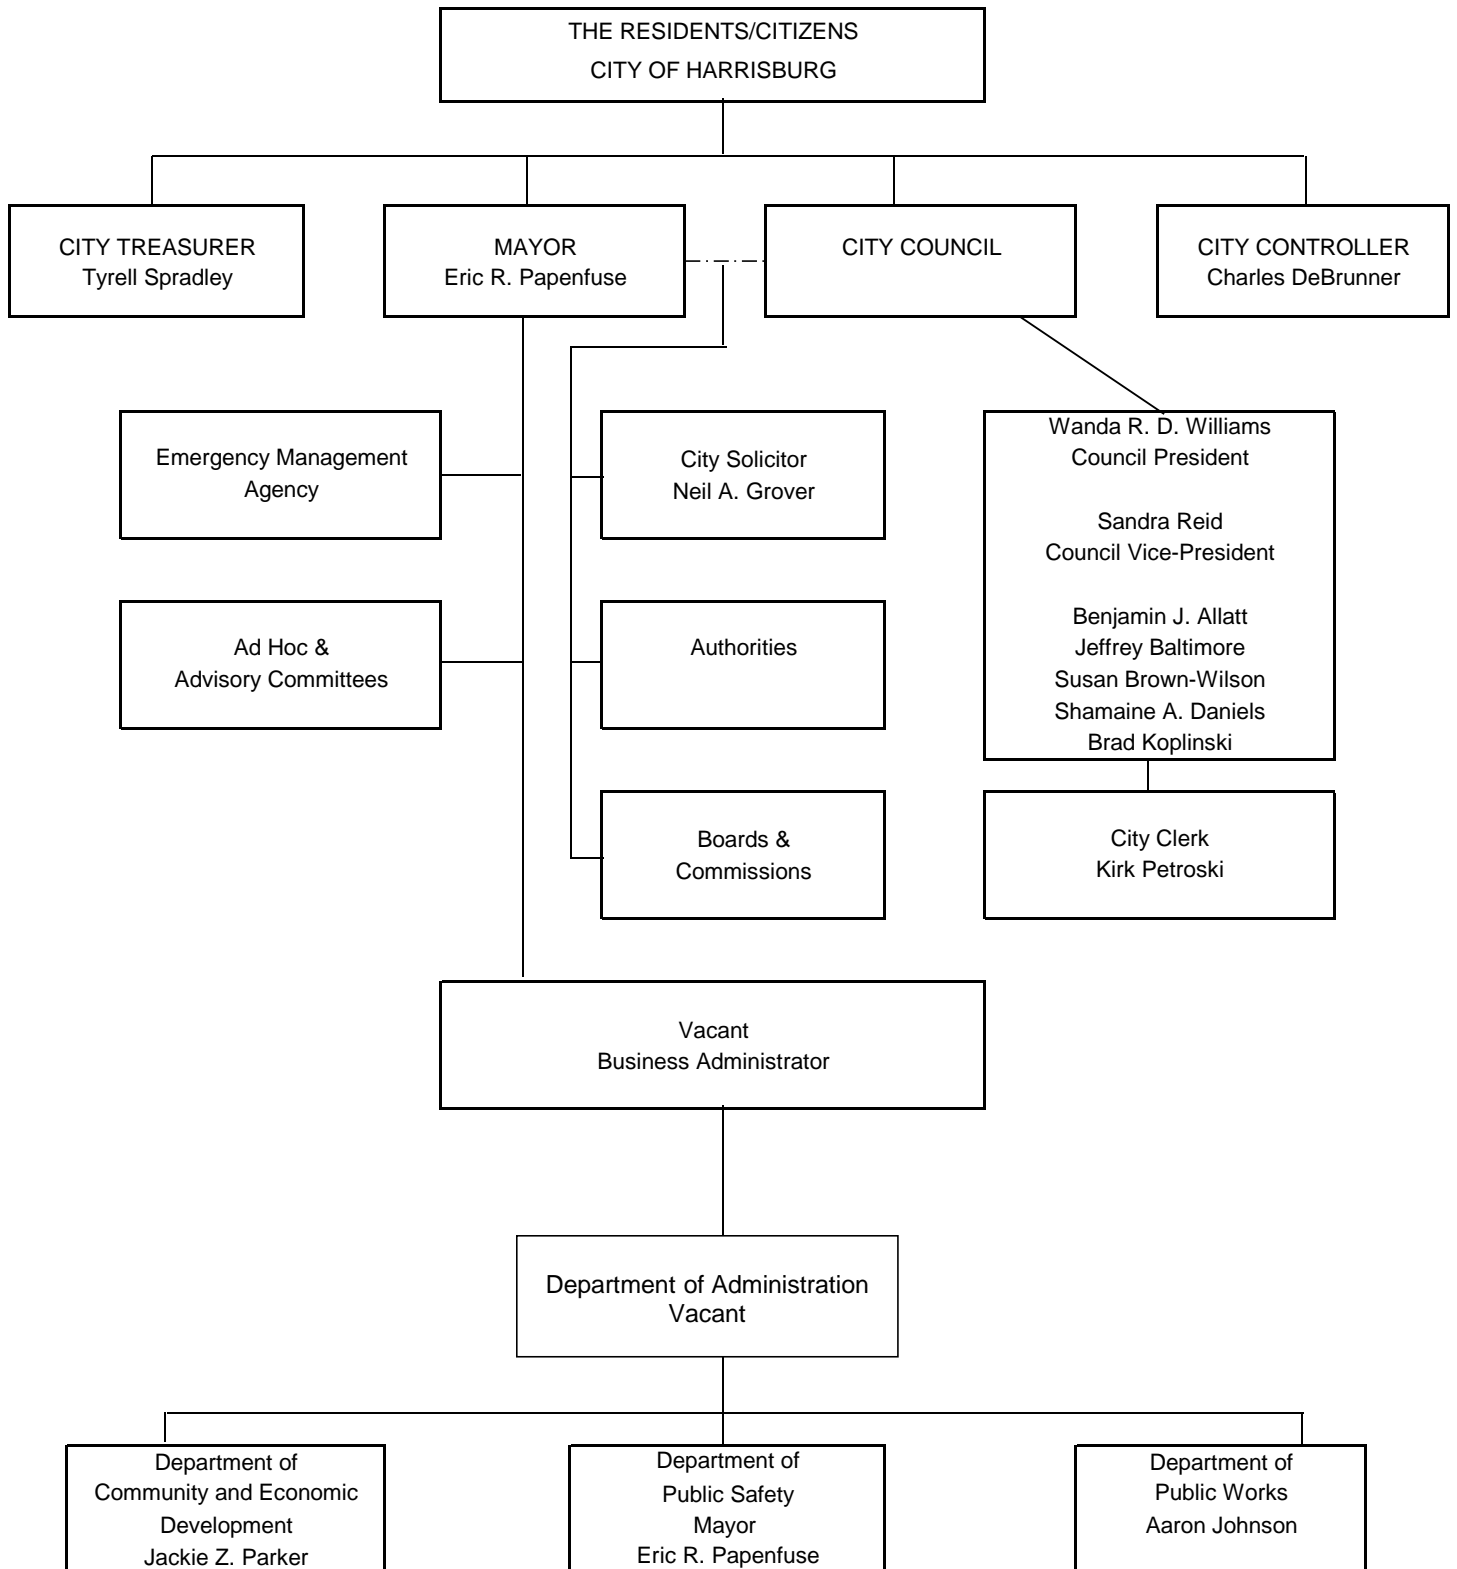 THE RESIDENTS/CITIZENS
CITY OF HARRISBURG
CITY TREASURER
Tyrell Spradley
MAYOR
Eric R. Papenfuse
CITY COUNCIL
CITY CONTROLLER
Charles DeBrunner
Emergency Management
Agency
City Solicitor
Neil A. Grover
Wanda R. D. Williams
Council President
Sandra Reid
Council Vice-President
Benjamin J. Allatt
Jeffrey Baltimore
Susan Brown-Wilson
Shamaine A. Daniels
Brad Koplinski
Ad Hoc &
Advisory Committees
Authorities
Boards &
Commissions
City Clerk
Kirk Petroski
Vacant
Business Administrator
Department of Administration
Vacant
Department of
Community and Economic
Development
Jackie Z. Parker
Department of
Public Safety
Mayor
Eric R. Papenfuse
Department of
Public Works
Aaron Johnson